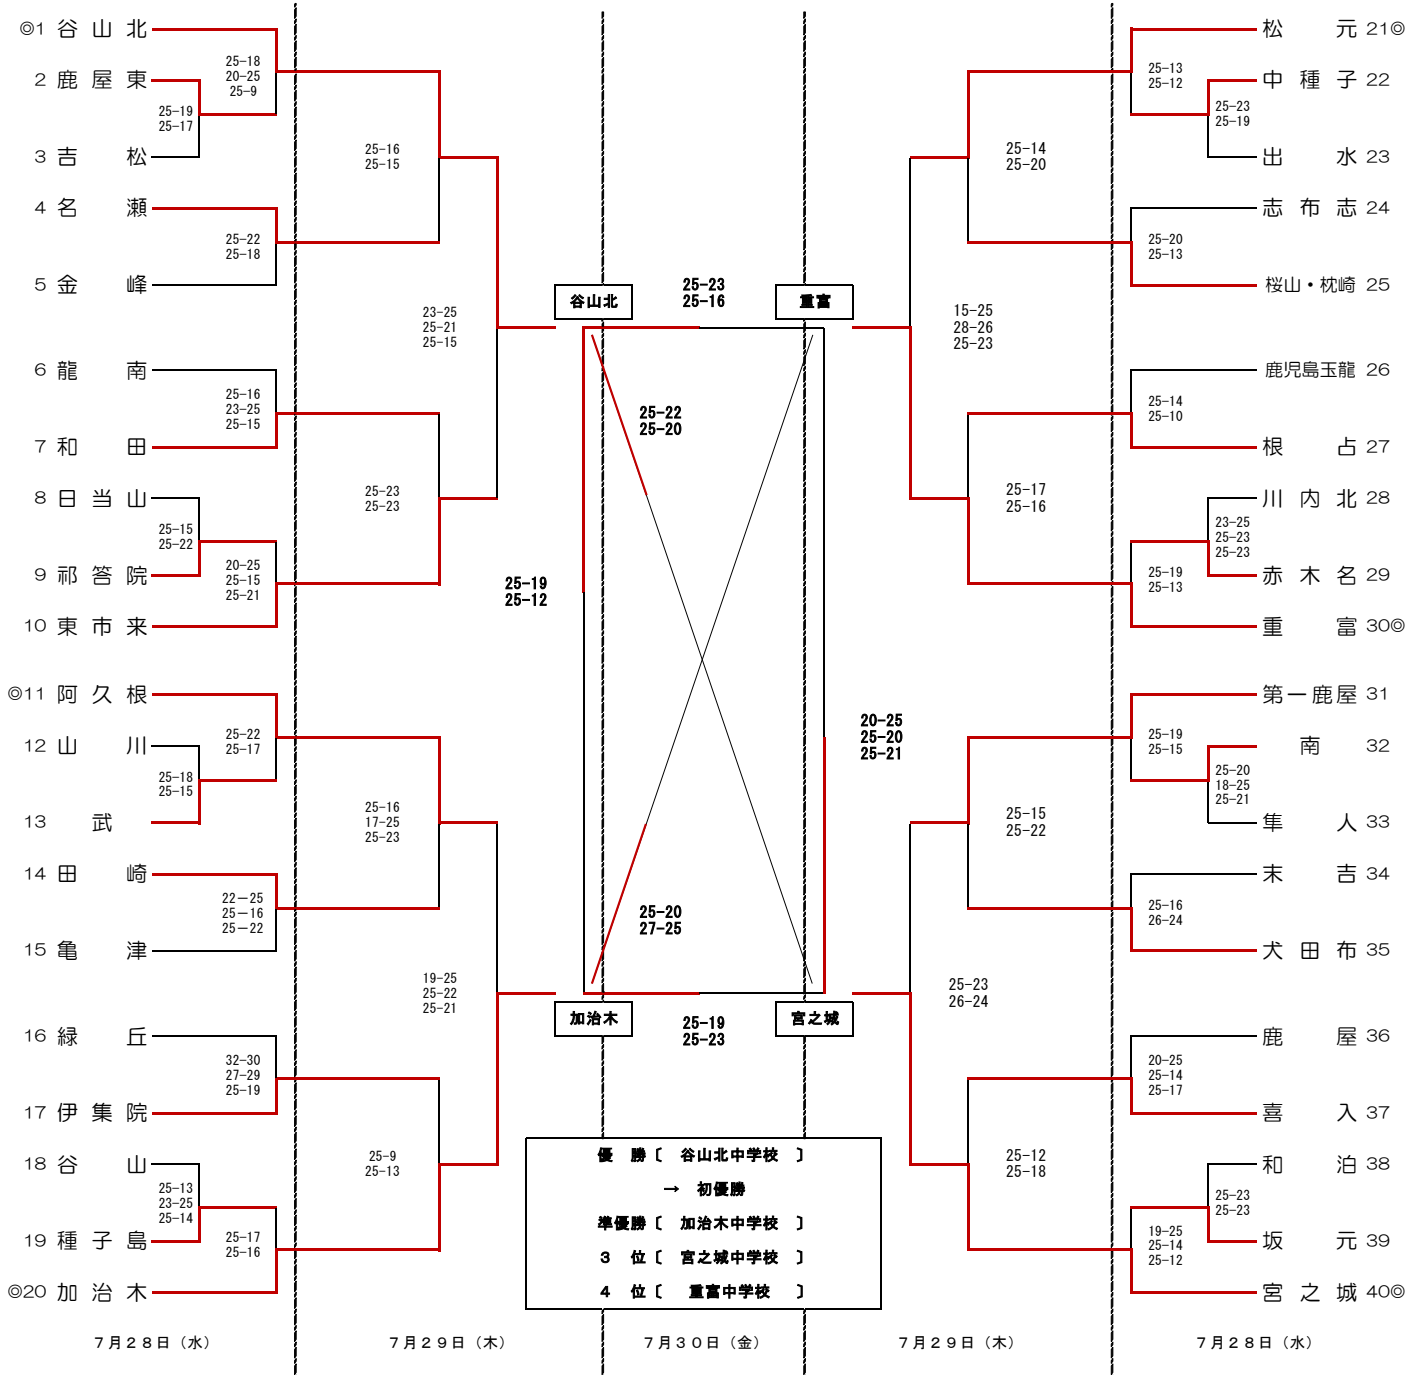 ◎1 谷山北
2 鹿屋東
3 吉松
4 名瀬
5 金峰
6 龍南
7 和田
8 日当山
9 祁答院
10 東市来
◎11 阿久根
12 山川
13 武
14 田崎
15 亀津
16 緑丘
17 伊集院
18 谷山
19 種子島
◎20 加治木
25-18
20-25
25-9
25-19
25-17
25-22
25-18
25-16
23-25
25-15
25-15
25-22
20-25
25-15
25-21
25-22
25-17
25-18
25-15
22－25
25－16
25－22
32-30
27-29
25-19
25-13
23-25
25-14
25-17
25-16
25-16
25-15
23-25
25-21
25-15
25-23
25-23
25-16
17-25
25-23
19-25
25-22
25-21
25-9
25-13
谷山北
25-23
25-16
重富
25-22
25-20
25-19
25-12
20-25
25-20
25-21
25-20
27-25
加治木
25-19
25-23
宮之城
優　勝〔　谷山北中学校　〕
→　初優勝
準優勝〔　加治木中学校　〕
３　位〔　宮之城中学校　〕
４　位〔　重富中学校　〕
25-14
25-20
15-25
28-26
25-23
25-17
25-16
25-15
25-22
25-23
26-24
25-12
25-18
25-13
25-12
25-23
25-19
25-20
25-13
25-14
25-10
23-25
25-23
25-23
25-19
25-13
25-19
25-15
25-20
18-25
25-21
25-16
26-24
20-25
25-14
25-17
25-23
25-23
19-25
25-14
25-12
松元 21◎
中種子 22
出水 23
志布志 24
桜山・枕崎 25
鹿児島玉龍 26
根占 27
川内北 28
赤木名 29
重富 30◎
第一鹿屋 31
南 32
隼人 33
末吉 34
犬田布 35
鹿屋 36
喜入 37
和泊 38
坂元 39
宮之城 40◎
７月２８日（水）
７月２９日（木）
７月３０日（金）
７月２９日（木）
７月２８日（水）